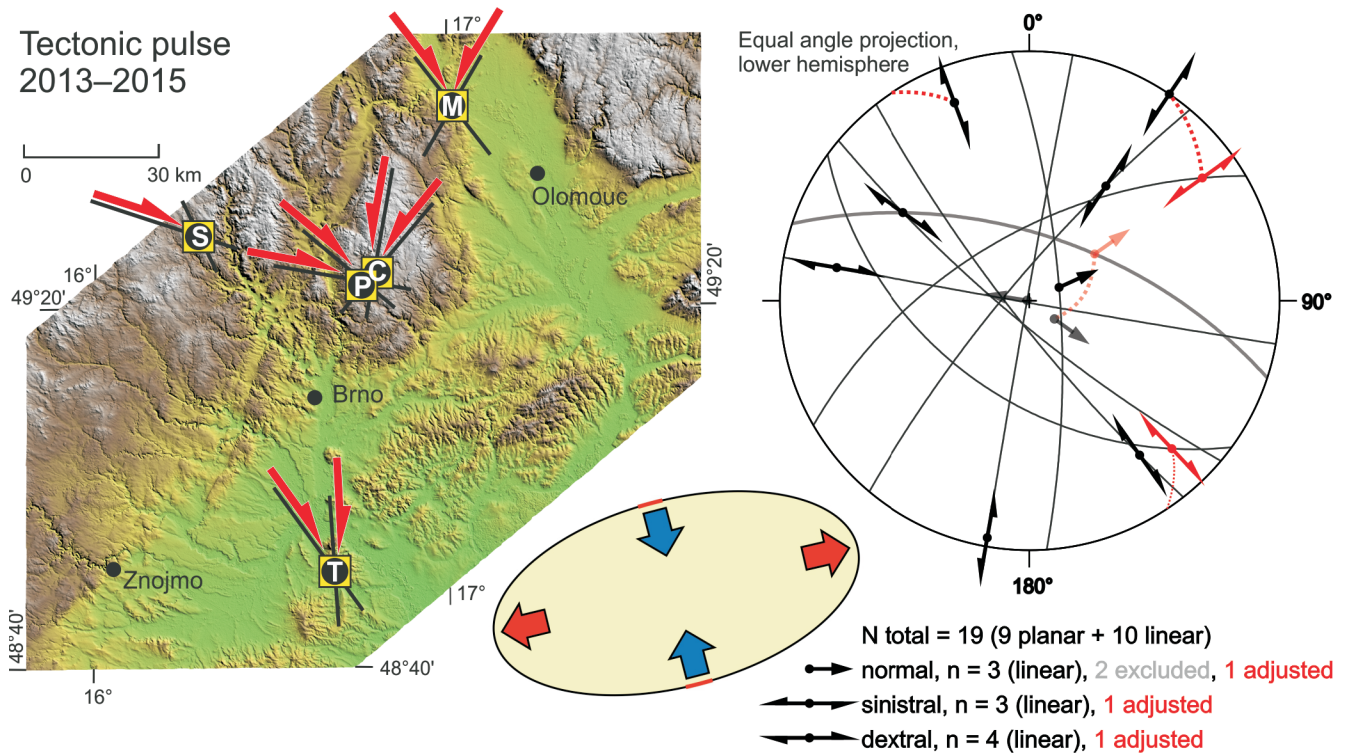 Tectonic pulse
2013–2015
0 30 km
17°
M
Olomouc
S
16°
49°20'
C
P
49°20'
Brno
T
Znojmo
17°
48°40'
48°40'
16°
Equal angle projection,
lower hemisphere
0°
90°
180°
N total = 19 (9 planar + 10 linear)
normal, n = 3 (linear), 2 excluded, 1 adjusted
sinistral, n = 3 (linear), 1 adjusted
dextral, n = 4 (linear), 1 adjusted